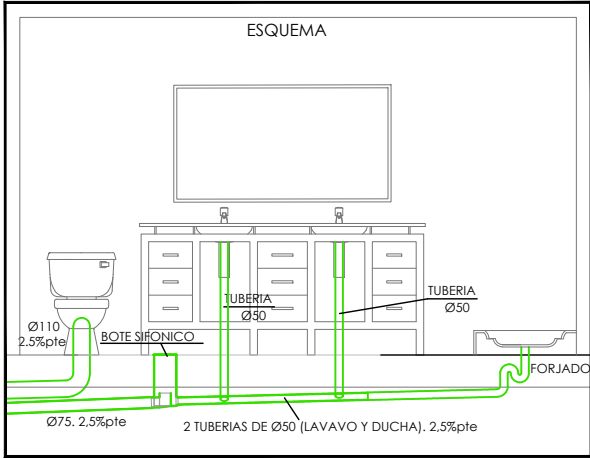 ESQUEMA
TUBERIA
Ø50
TUBERIA
Ø50
Ø110
2.5%pte
BOTE SIFONICO
FORJADO
Ø75. 2,5%pte
2 TUBERIAS DE Ø50 (LAVAVO Y DUCHA). 2,5%pte